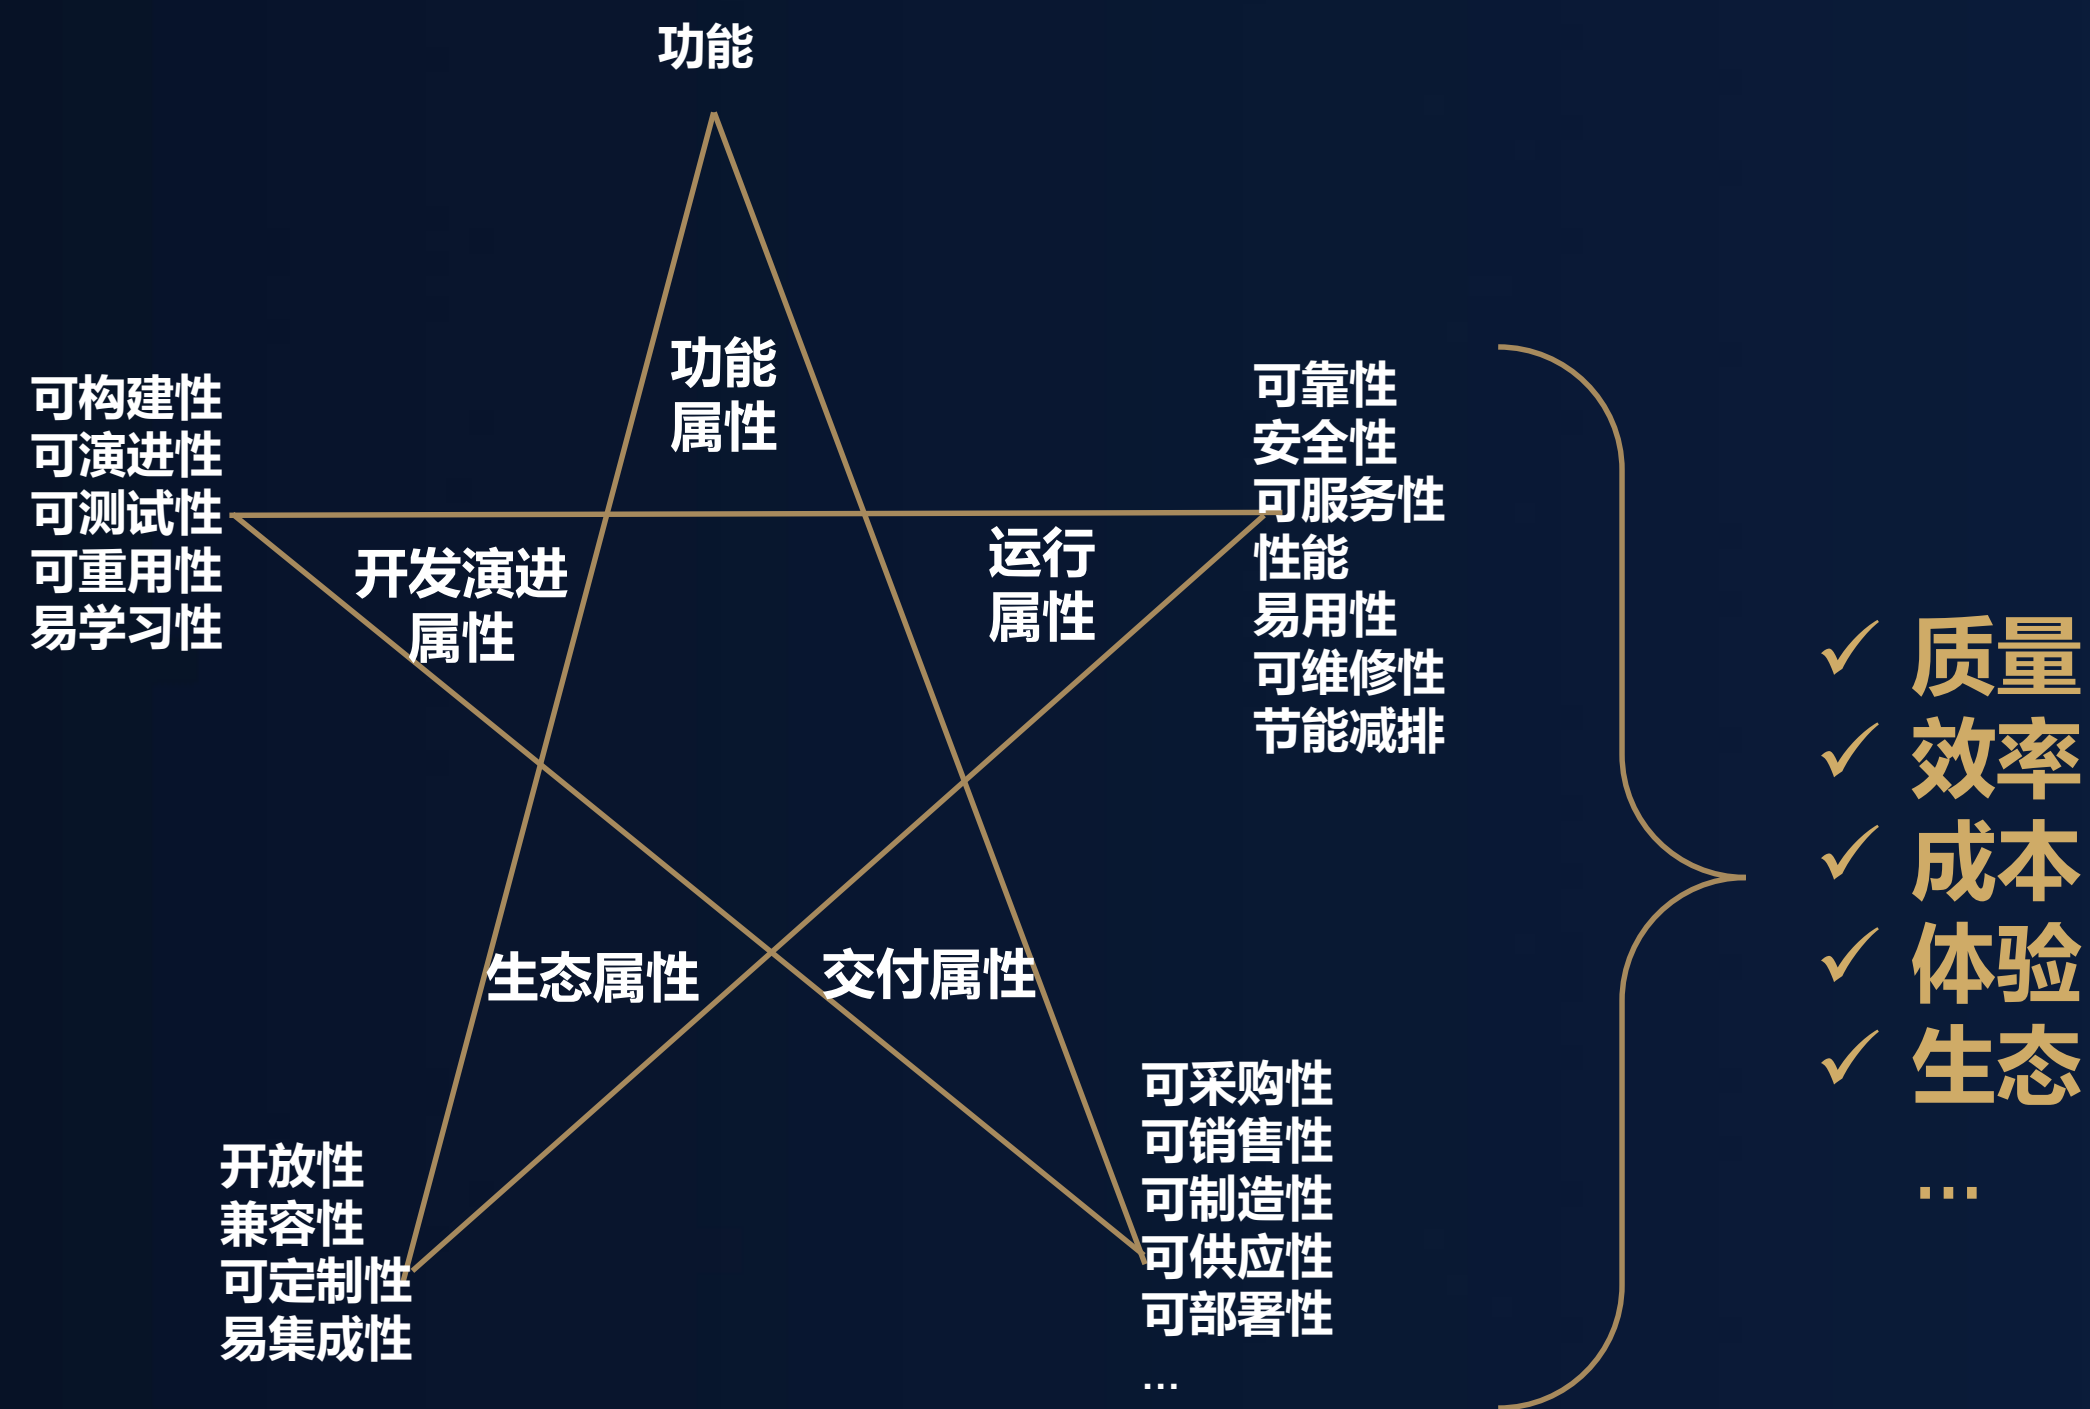 功能
功能
属性
可构建性
可演进性
可测试性
可重用性
易学习性
开发演进
属性
运行
属性
可靠性
安全性
可服务性
性能
易用性
可维修性
节能减排
生态属性
交付属性
开放性
兼容性
可定制性
易集成性
可采购性
可销售性
可制造性
可供应性
可部署性
...
✓ 质量
✓ 效率
✓ 成本
✓ 体验
✓ 生态
...